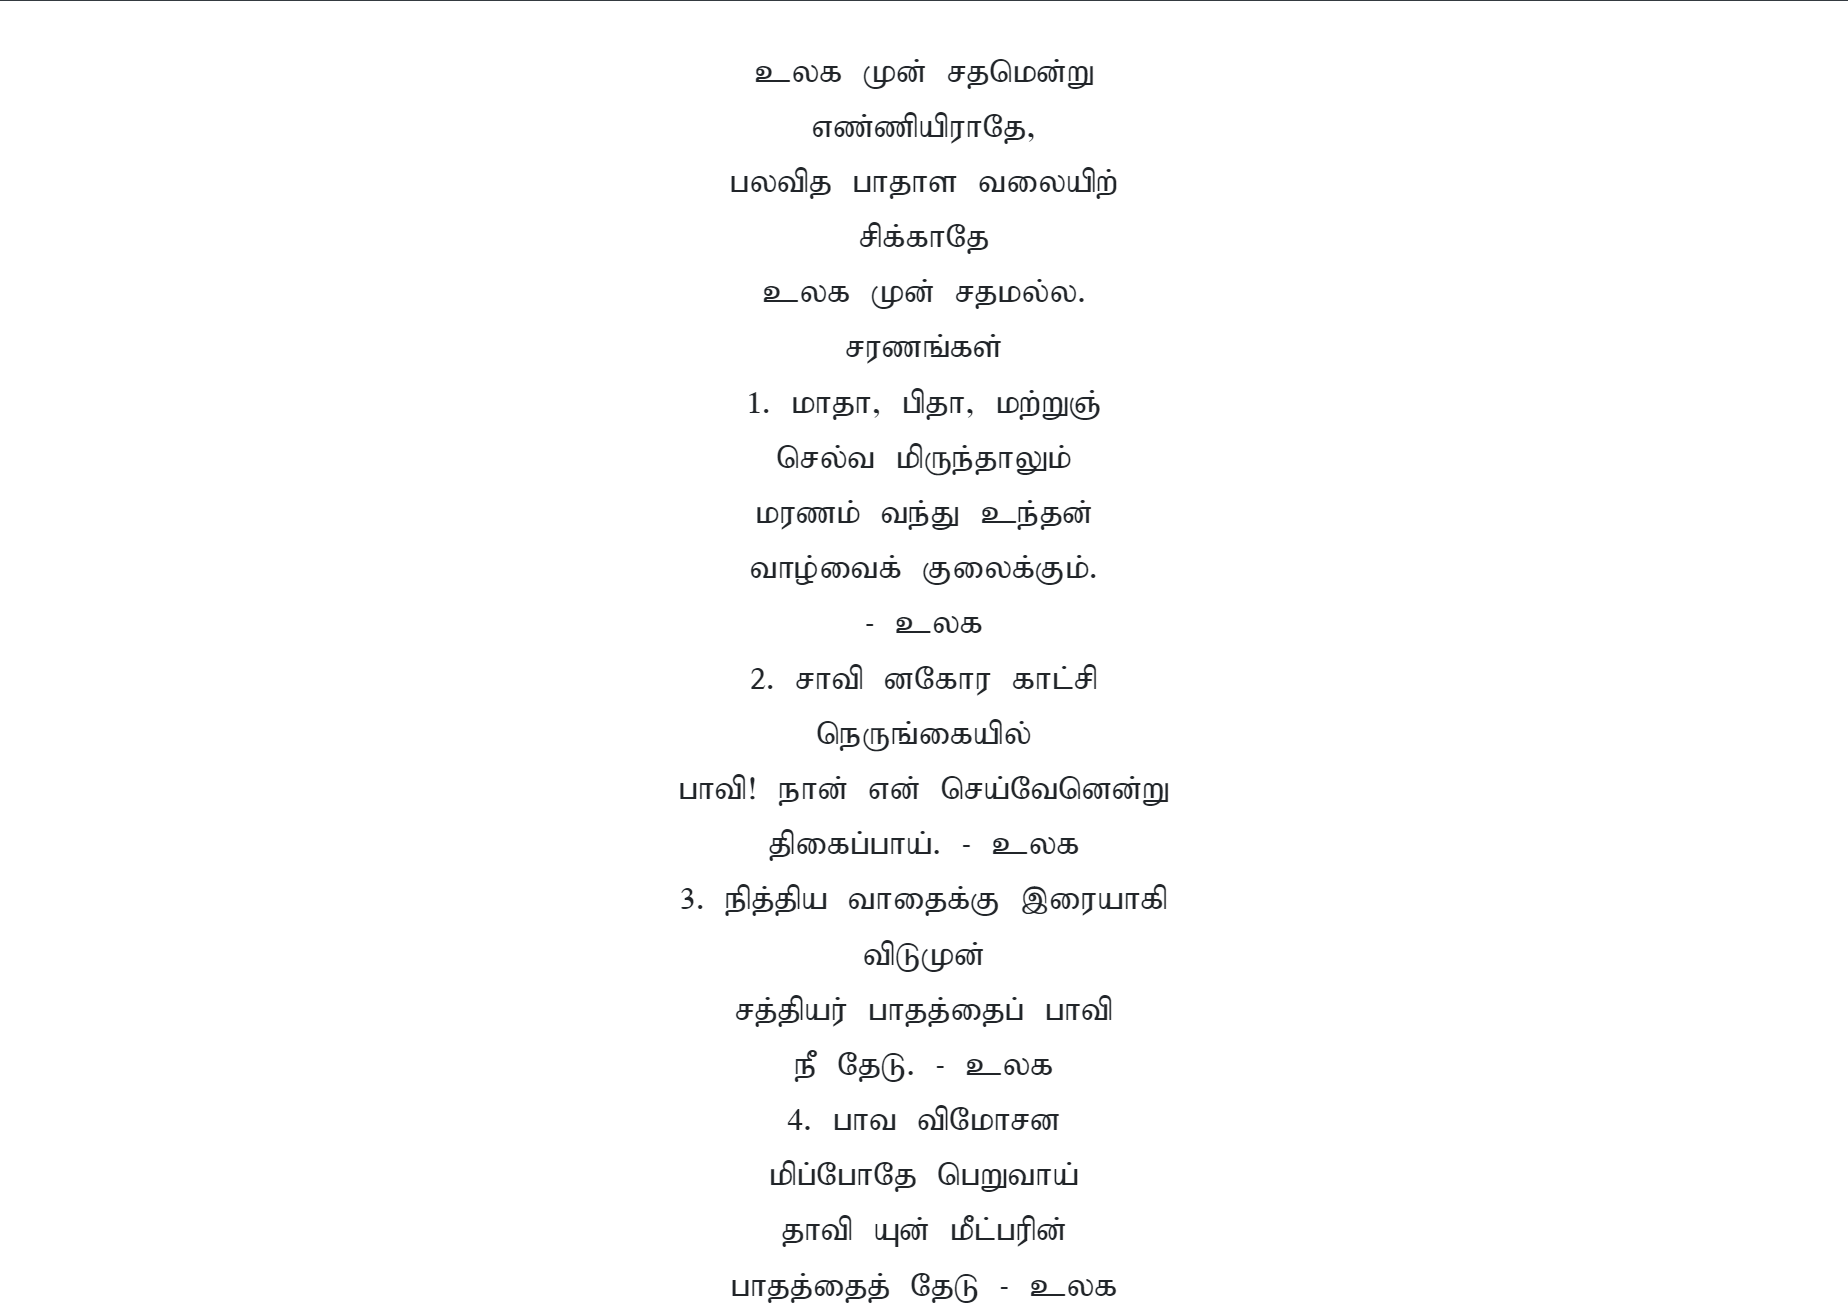 உலக முன் சதமென்று
எண்ணியிராதே,
பலவித பாதாள வலையிற்
சிக்காதே
உலக முன் சதமல்ல.
சரணங்கள்
1. மாதா, பிதா, மற்றுஞ்
செல்வ மிருந்தாலும்
மரணம் வந்து உந்தன்
வாழ்வைக் குலைக்கும்.
- உலக
2. சாவி னகோர காட்சி
நெருங்கையில்
பாவி! நான் என் செய்வேனென்று
திகைப்பாய். - உலக
3. நித்திய வாதைக்கு இரையாகி
விடுமுன்
சத்தியர் பாதத்தைப் பாவி
நீ தேடு. - உலக
4. பாவ விமோசன
மிப்போதே பெறுவாய்
தாவி யுன் மீட்பரின்
பாதத்தைத் தேடு - உலக